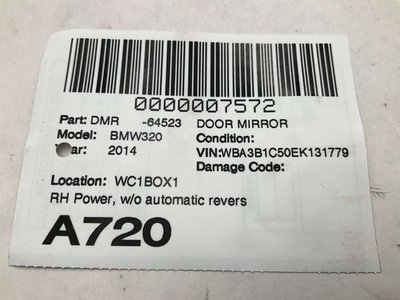 0000007572
Part: DMR -64523 DOOR MIRROR
Model: BMW320 Condition:
ar: 2014 VIN:WBA3B1C50EK131779
Damage Code:
Location: WC1BOX1
RH Power, w/o automatic revers
A720